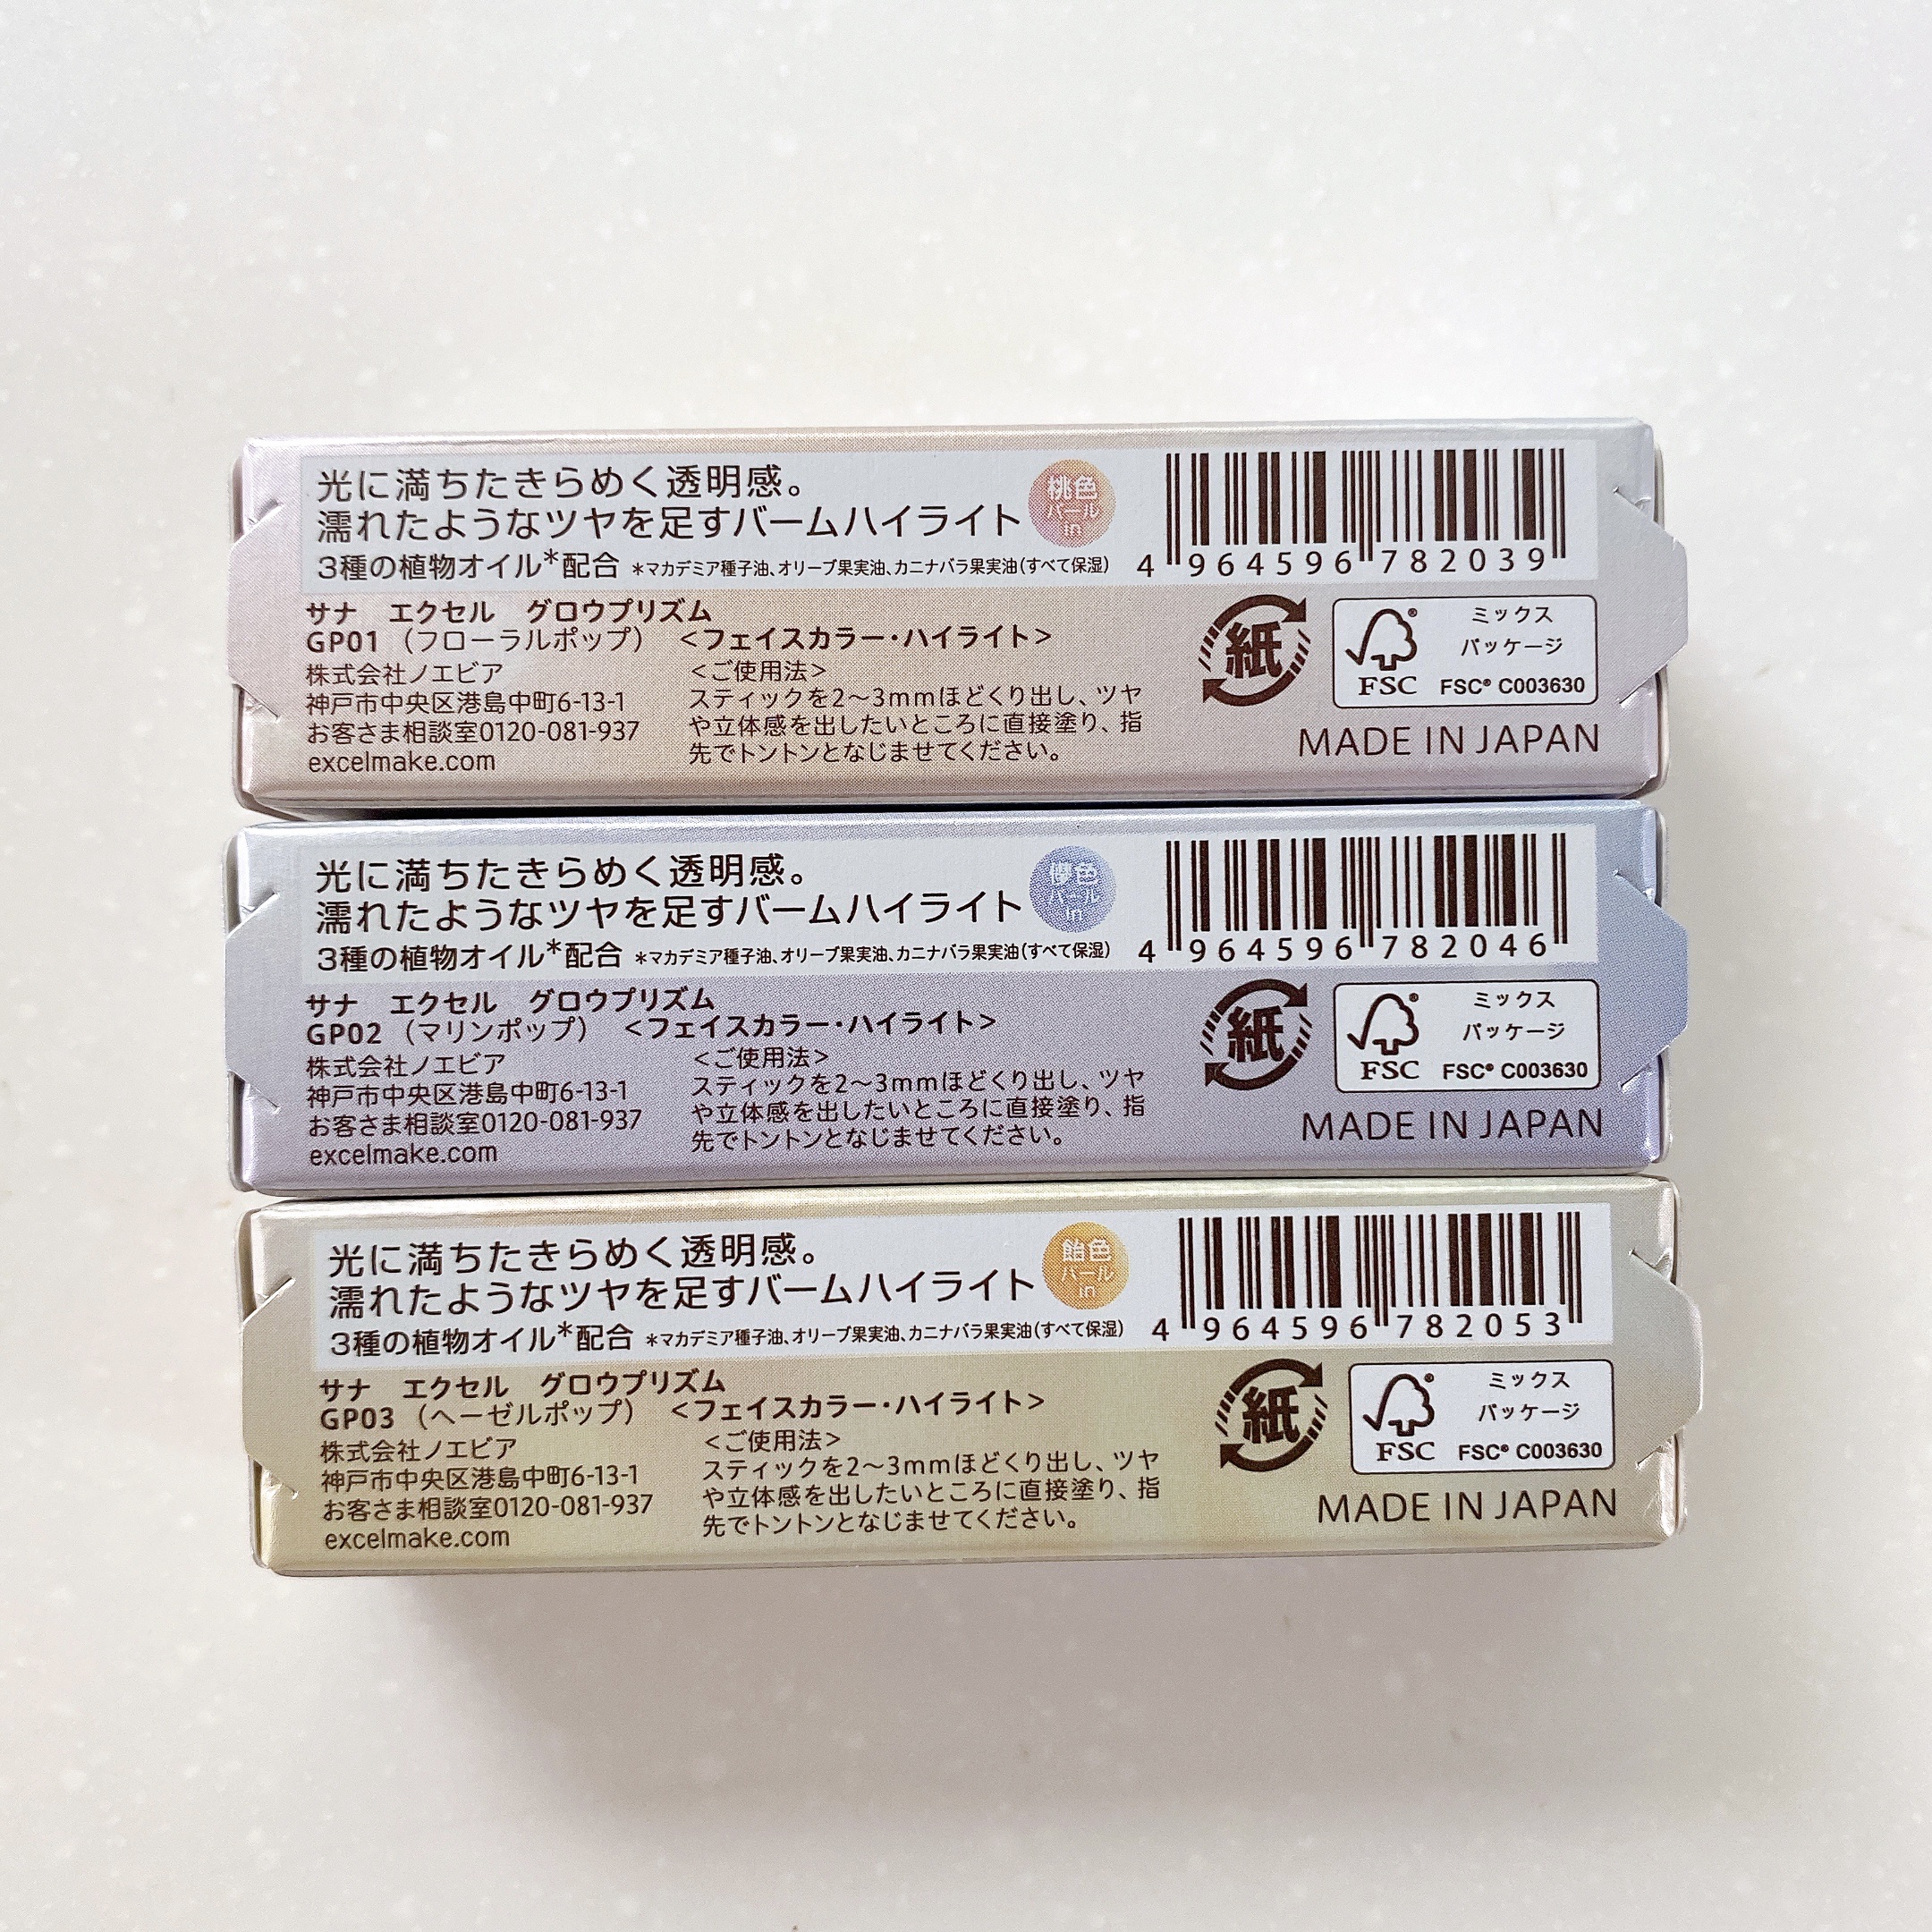 光に満ちたきらめく透明感。
濡れたようなツヤを足すバームハイライト
桃色
パール
in
3種の植物オイル*配合 *マカデミア種子油、オリーブ果実油、カニナバラ果実油(すべて保湿)
4 964596 782039
サナ エクセル グロウプリズム
GP01(フローラルポップ) <フェイスカラー・ハイライト>
株式会社ノエビア
神戸市中央区港島中町6-13-1
お客さま相談室0120-081-937
excelmake.com
<ご使用法>
スティックを2〜3mmほどくり出し、ツヤ
や立体感を出したいところに直接塗り、指
先でトントンとなじませてください。
紙
FSC
ミックス
パッケージ
FSC® C003630
MADE IN JAPAN
光に満ちたきらめく透明感。
濡れたようなツヤを足すバームハイライト
色
パール
in
3種の植物オイル*配合 *マカデミア種子油、オリーブ果実油、カニナバラ果実油(すべて保湿)
4 964596 782046
サナ エクセル グロウプリズム
GP02(マリンポップ) <フェイスカラー・ハイライト>
株式会社ノエビア
神戸市中央区港島中町6-13-1
お客さま相談室0120-081-937
excelmake.com
<ご使用法>
スティックを2〜3mmほどくり出し、ツヤ
や立体感を出したいところに直接塗り、指
先でトントンとなじませてください。
紙
FSC
ミックス
パッケージ
FSC® C003630
MADE IN JAPAN
光に満ちたきらめく透明感。
濡れたようなツヤを足すバームハイライト
飴色
パール
in
3種の植物オイル*配合 *マカデミア種子油、オリーブ果実油、カニナバラ果実油(すべて保湿)
4 964596 782053
サナ エクセル グロウプリズム
GP03(ヘーゼルポップ) <フェイスカラー・ハイライト>
株式会社ノエビア
神戸市中央区港島中町6-13-1
お客さま相談室0120-081-937
excelmake.com
<ご使用法>
スティックを2〜3mmほどくり出し、ツヤ
や立体感を出したいところに直接塗り、指
先でトントンとなじませてください。
紙
FSC
ミックス
パッケージ
FSC® C003630
MADE IN JAPAN